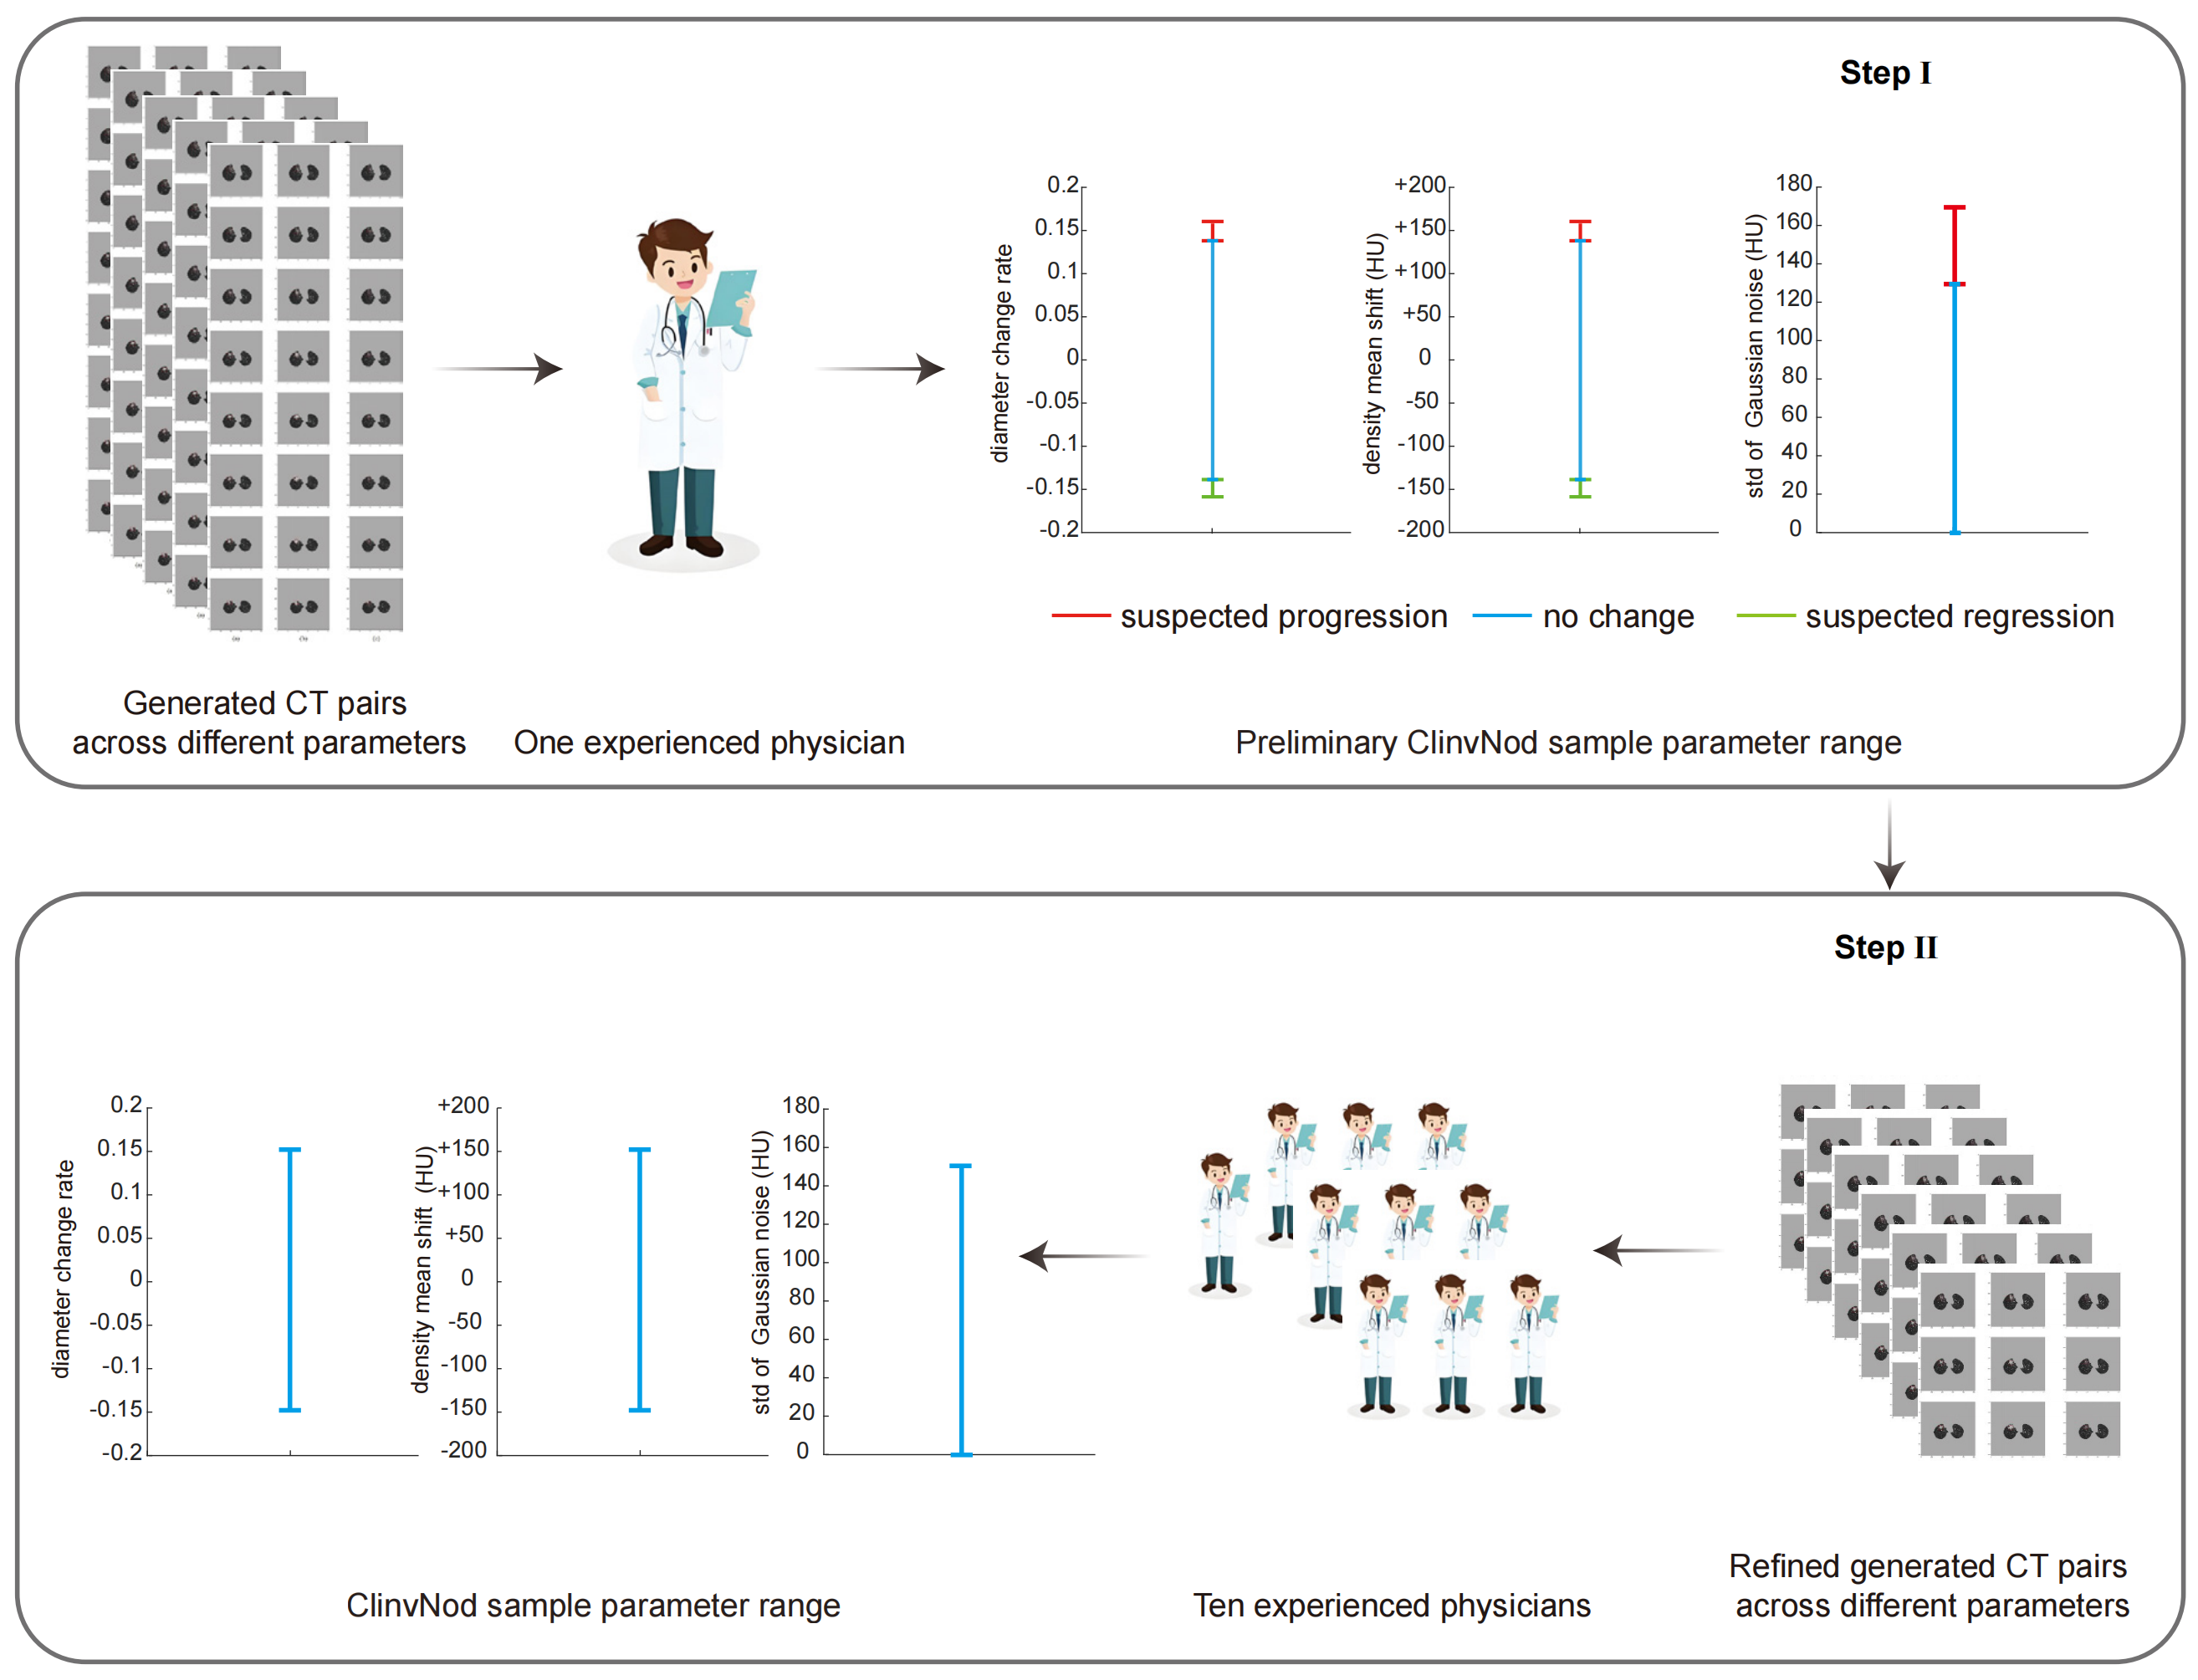 Step I
diameter change rate
0.2
0.15
0.1
0.05
0
-0.05
-0.1
-0.15
-0.2
density mean shift (HU)
+200
+150
+100
+50
0
-50
-100
-150
-200
std of Gaussian noise (HU)
180
160
140
120
100
80
60
40
20
0
suspected progression
no change
suspected regression
Generated CT pairs
across different parameters
One experienced physician
Preliminary ClinvNod sample parameter range
Step II
diameter change rate
0.2
0.15
0.1
0.05
0
-0.05
-0.1
-0.15
-0.2
density mean shift (HU)
+200
+150
+100
+50
0
-50
-100
-150
-200
std of Gaussian noise (HU)
180
160
140
120
100
80
60
40
20
0
ClinvNod sample parameter range
Ten experienced physicians
Refined generated CT pairs
across different parameters